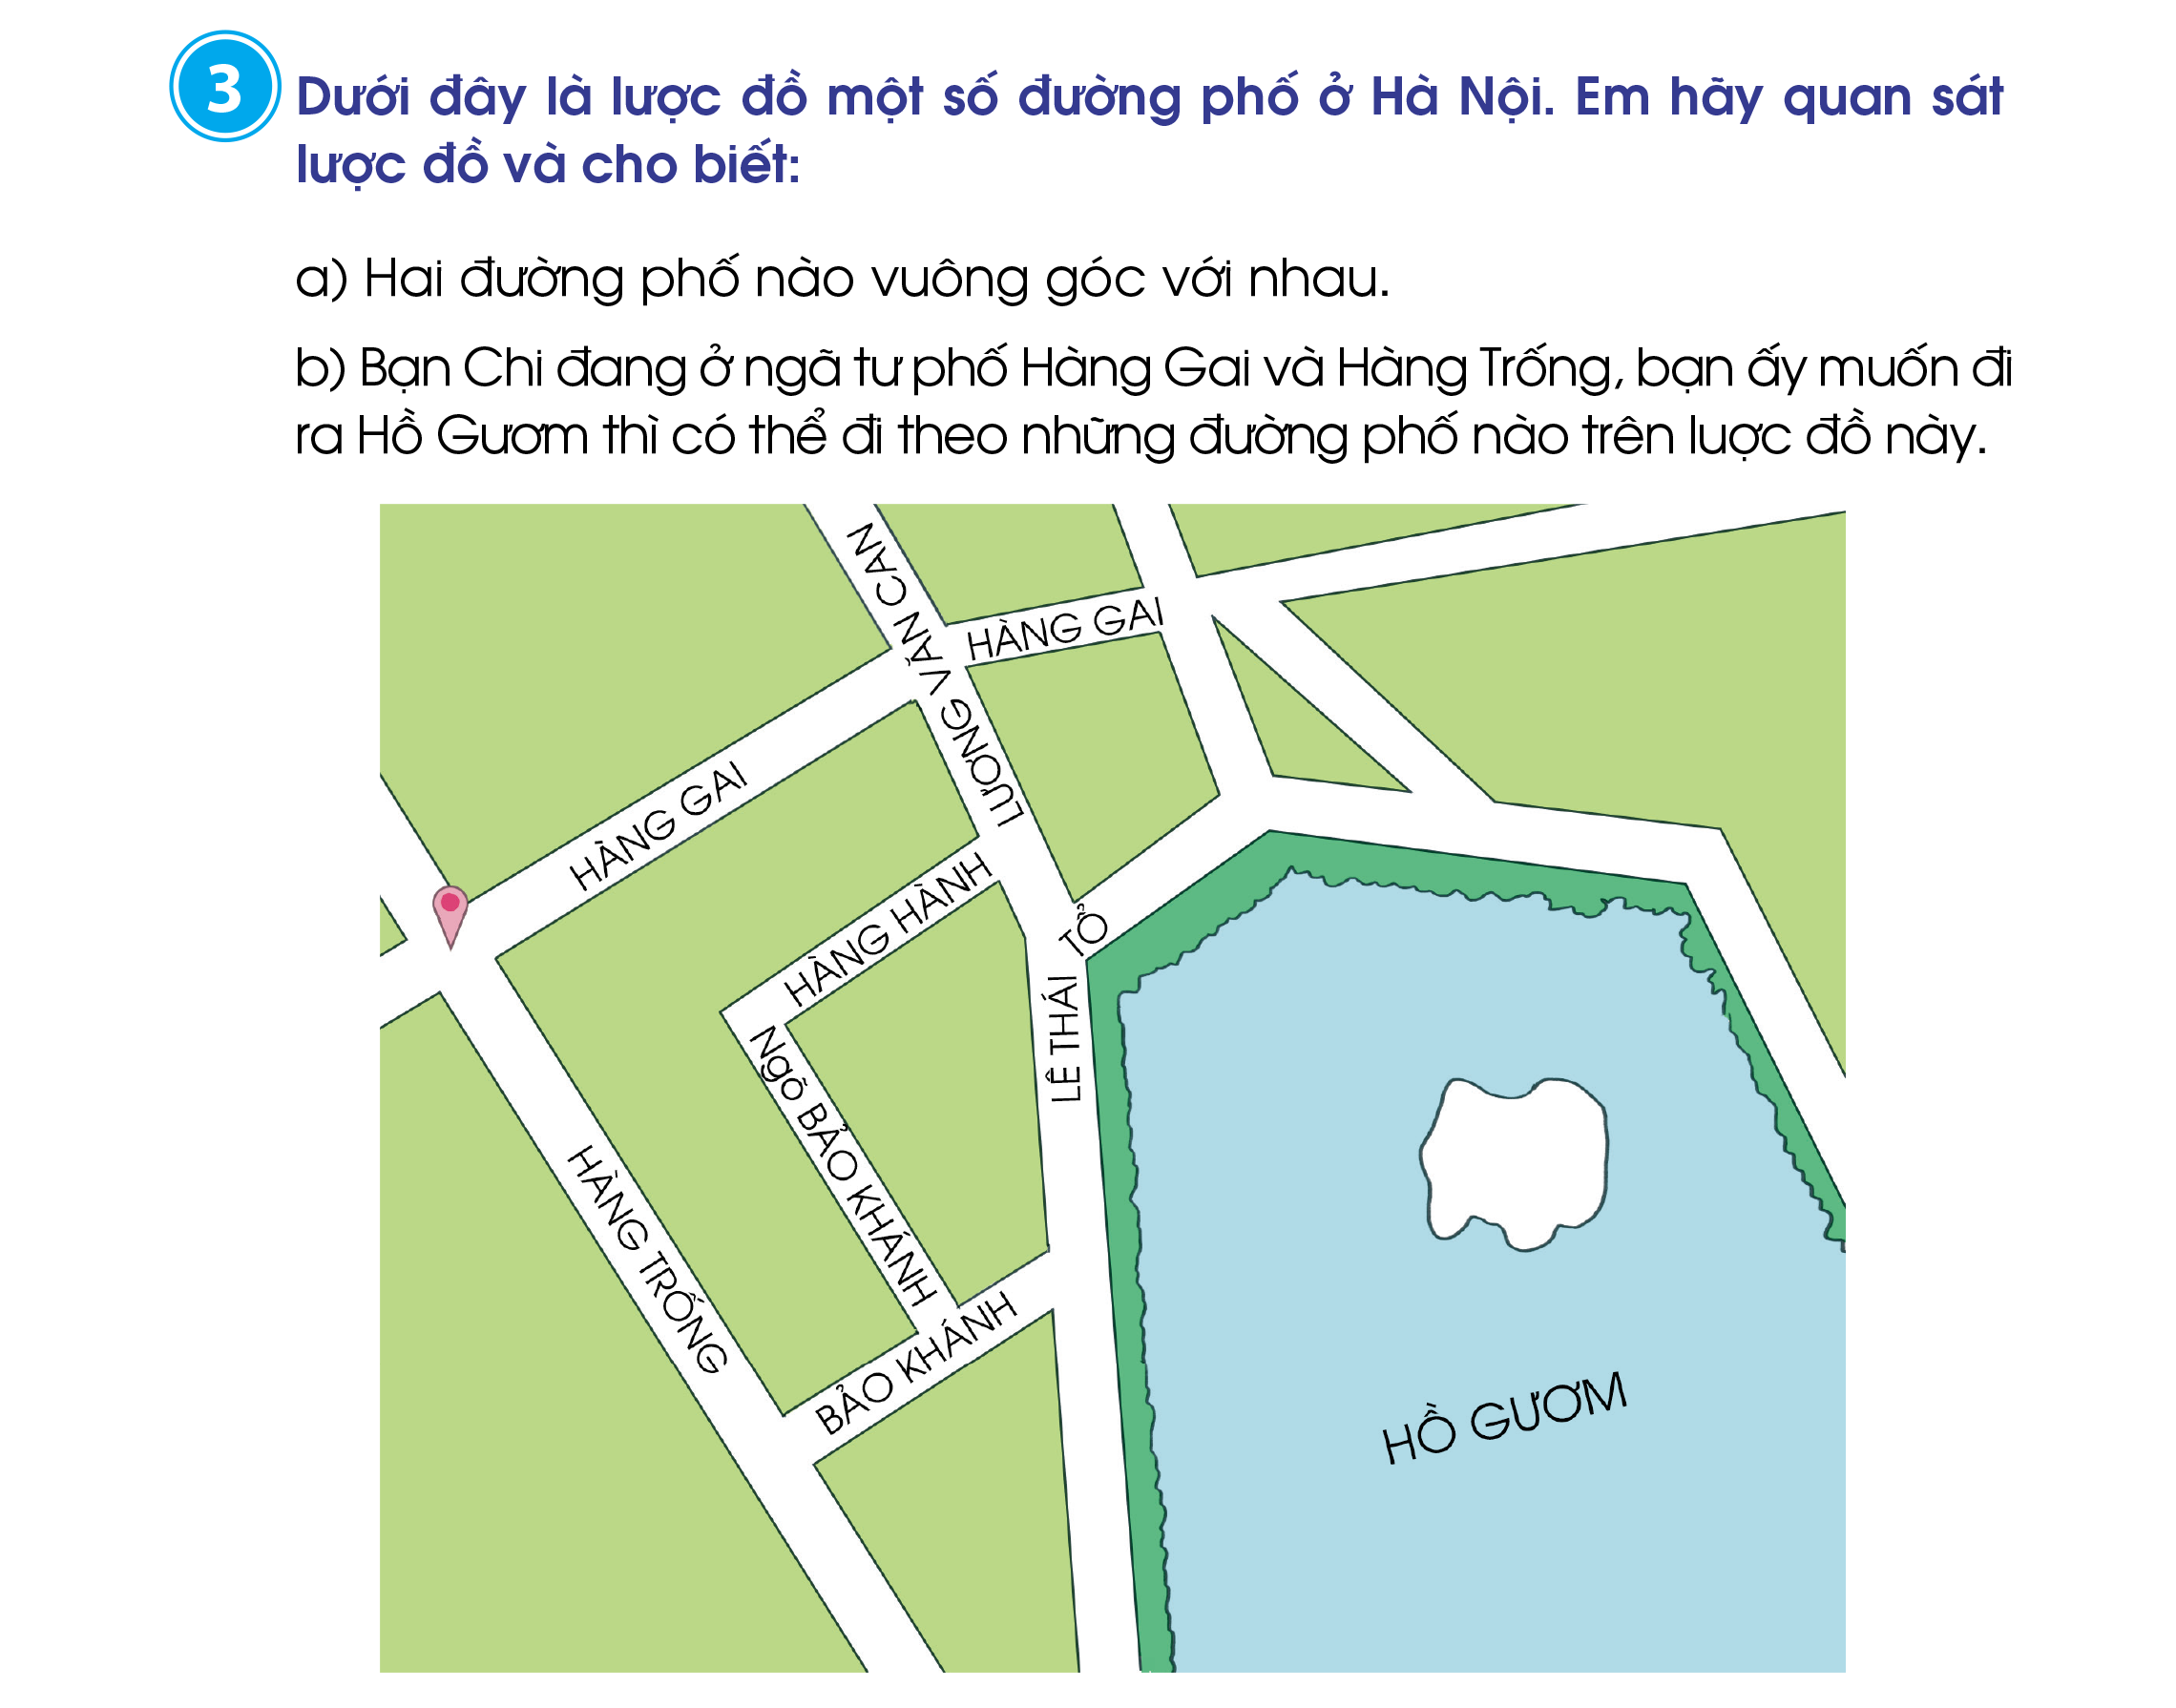 3
Dưới đây là lược đồ một số đường phố ở Hà Nội. Em hãy quan sát
lược đồ và cho biết:
a) Hai đường phố nào vuông góc với nhau.
b) Bạn Chi đang ở ngã tư phố Hàng Gai và Hàng Trống, bạn ấy muốn đi
ra Hồ Gươm thì có thể đi theo những đường phố nào trên lược đồ này.
LƯƠNG VĂN CAN
HÀNG GAI
HÀNG GAI
HÀNG HÀNH
LÊ THÁI TỔ
Ngõ BẢO KHÀNH
HÀNG TRỐNG
BẢO KHÁNH
HỒ GƯƠM